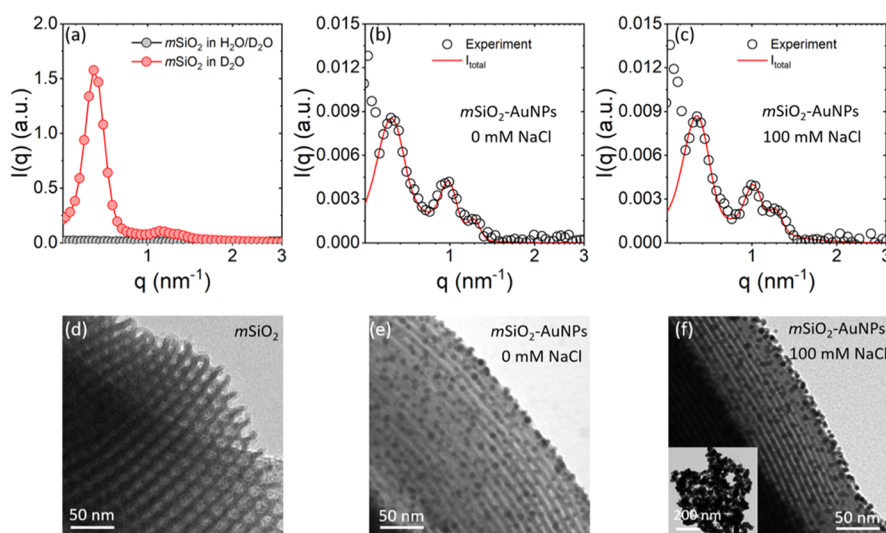 (a)
mSiO2 in H2O/D2O
mSiO2 in D2O
I(q) (a.u.)
2.0
1.5
1.0
0.5
0.0
1
2
3
q (nm-1)
(b)
Experiment
Itotal
mSiO2-AuNPs
0 mM NaCl
I(q) (a.u.)
0.015
0.012
0.009
0.006
0.003
0.000
1
2
3
q (nm-1)
(c)
Experiment
Itotal
mSiO2-AuNPs
100 mM NaCl
I(q) (a.u.)
0.015
0.012
0.009
0.006
0.003
0.000
1
2
3
q (nm-1)
(d)
mSiO2
50 nm
(e)
mSiO2-AuNPs
0 mM NaCl
50 nm
(f)
mSiO2-AuNPs
100 mM NaCl
200 nm
50 nm